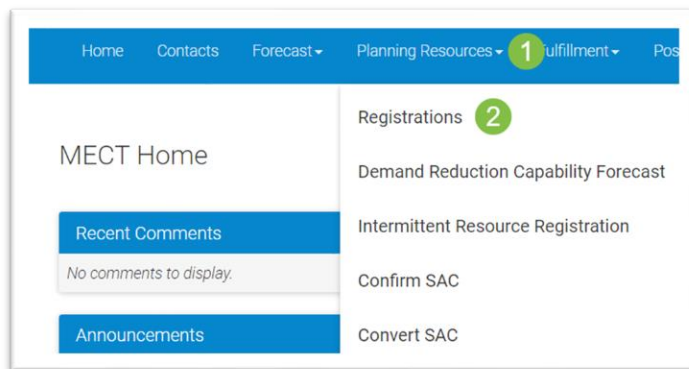 Home Contacts Forecast Planning Resources 1 ulfillment Pos
Registrations 2
MECT Home
Demand Reduction Capability Forecast
Recent Comments
Intermittent Resource Registration
No comments to display.
Confirm SAC
Announcements
Convert SAC